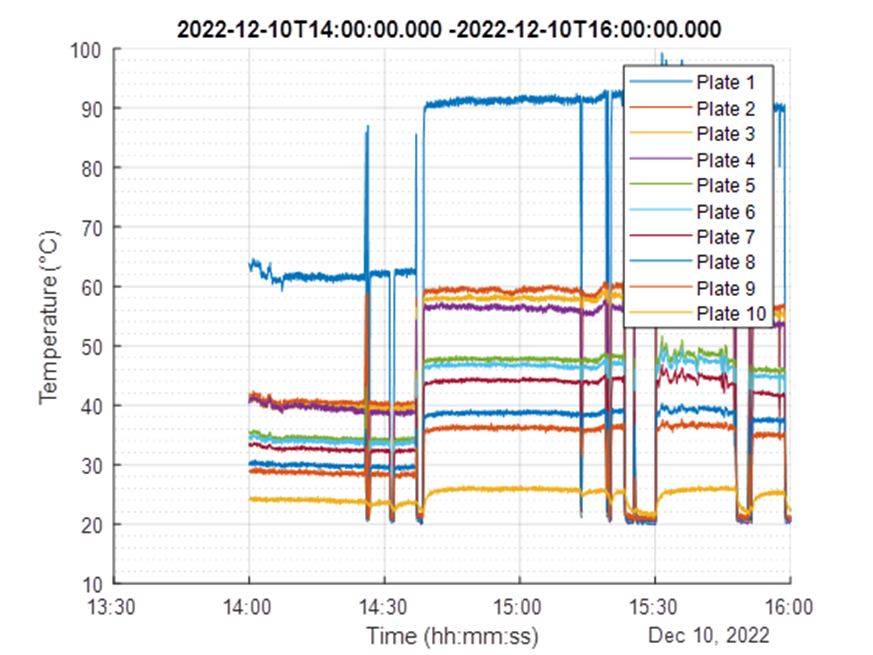 2022-12-10T14:00:00.000 -2022-12-10T16:00:00.000
100
90
80
70
60
50
40
30
20
10
Temperature (°C)
Plate 1
Plate 2
Plate 3
Plate 4
Plate 5
Plate 6
Plate 7
Plate 8
Plate 9
Plate 10
13:30 14:00 14:30 15:00 15:30 16:00
Time (hh:mm:ss) Dec 10, 2022